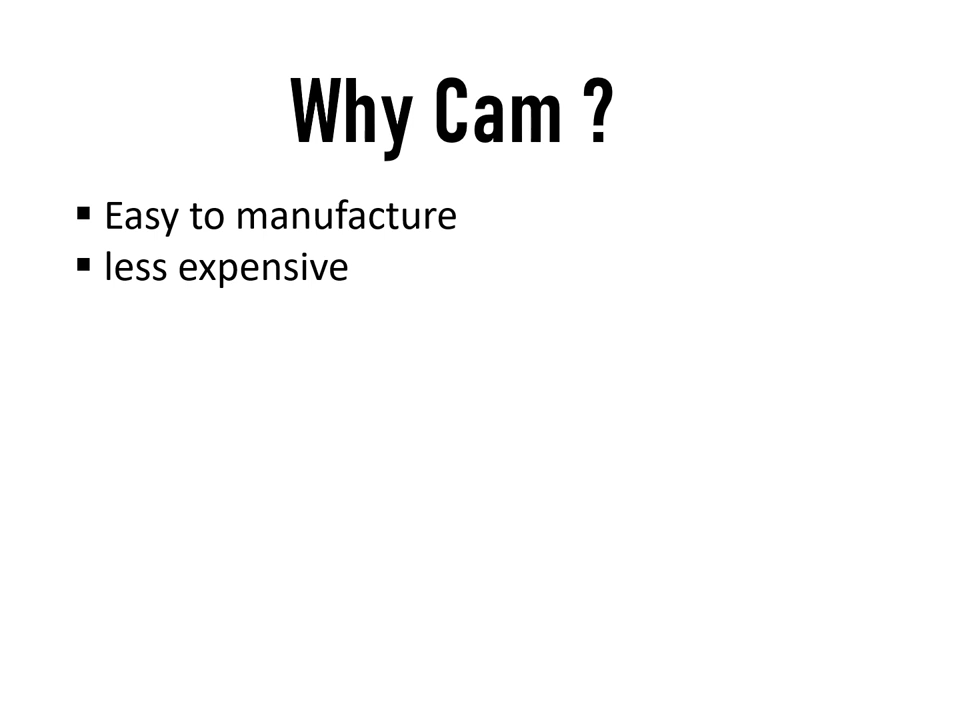 Why Cam ?
▪ Easy to manufacture
▪ less expensive